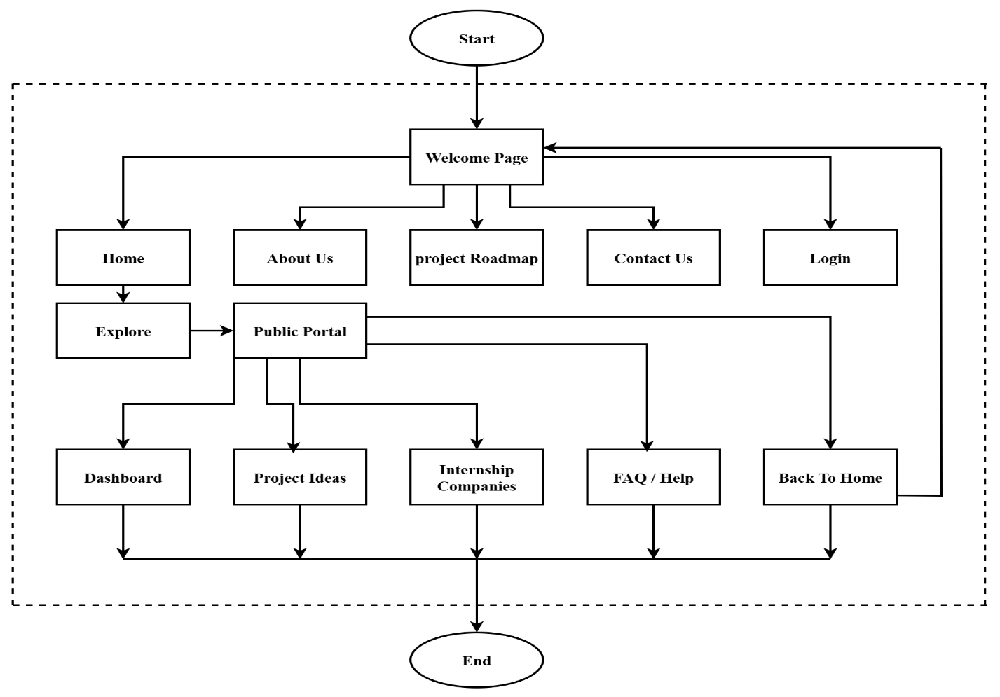 Start
Welcome Page
Home
About Us
project Roadmap
Contact Us
Login
Explore
Public Portal
Dashboard
Project Ideas
Internship
Companies
FAQ / Help
Back To Home
End